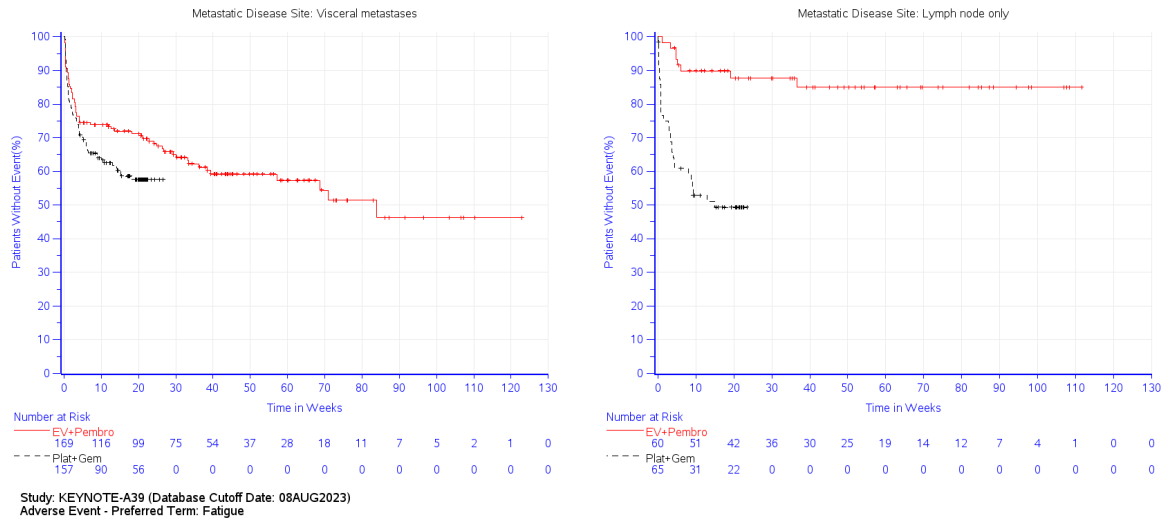 Metastatic Disease Site: Visceral metastases
100
90
80
70
60
50
40
30
20
10
0
Patients Without Event(%)
0 10 20 30 40 50 60 70 80 90 100 110 120 130
Time in Weeks
Number at Risk
EV+Pembro
169 116 99 75 54 37 28 18 11 7 5 2 1 0
Plat+Gem
157 90 56 0 0 0 0 0 0 0 0 0 0 0
Metastatic Disease Site: Lymph node only
100
90
80
70
60
50
40
30
20
10
0
Patients Without Event(%)
0 10 20 30 40 50 60 70 80 90 100 110 120 130
Time in Weeks
Number at Risk
EV+Pembro
60 51 42 36 30 25 19 14 12 7 4 1 0 0
Plat+Gem
65 31 22 0 0 0 0 0 0 0 0 0 0 0
Study: KEYNOTE-A39 (Database Cutoff Date: 08AUG2023)
Adverse Event - Preferred Term: Fatigue